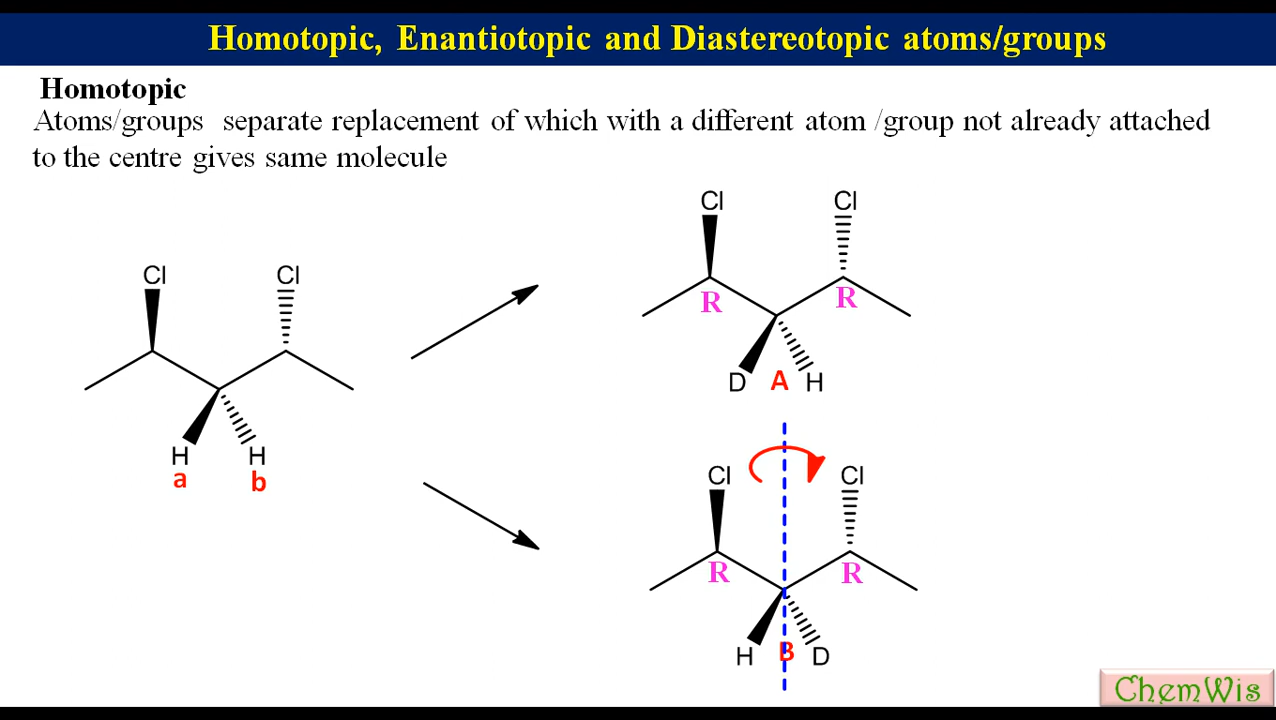 Homotopic, Enantiotopic and Diastereotopic atoms/groups
Homotopic
Atoms/groups separate replacement of which with a different atom /group not already attached
to the centre gives same molecule
Cl Cl
R R
D A H
Cl Cl
H H
a b
Cl Cl
R R
H B D
ChemWis